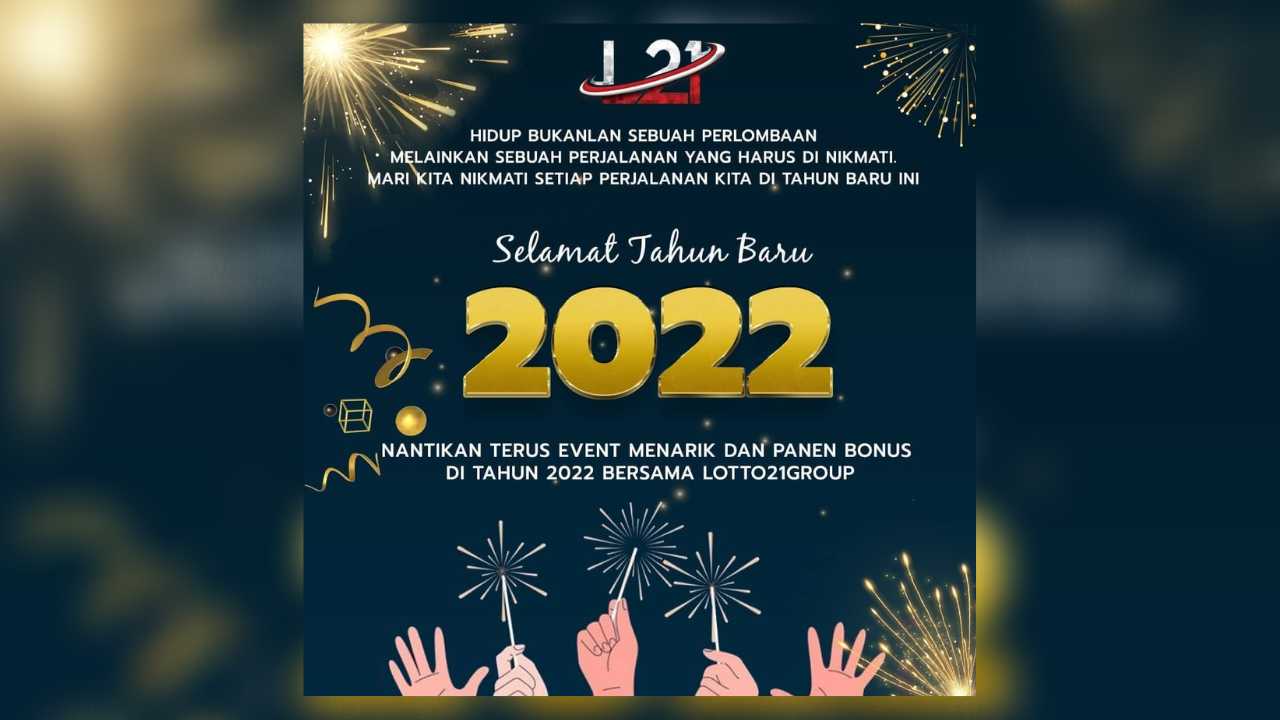 L21
HIDUP BUKANLAN SEBUAH PERLOMBAAN
MELAINKAN SEBUAH PERJALANAN YANG HARUS DI NIKMATI.
MARI KITA NIKMATI SETIAP PERJALANAN KITA DI TAHUN BARU INI
Selamat Tahun Baru
2022
NANTIKAN TERUS EVENT MENARIK DAN PANEN BONUS
DI TAHUN 2022 BERSAMA LOTTO21GROUP